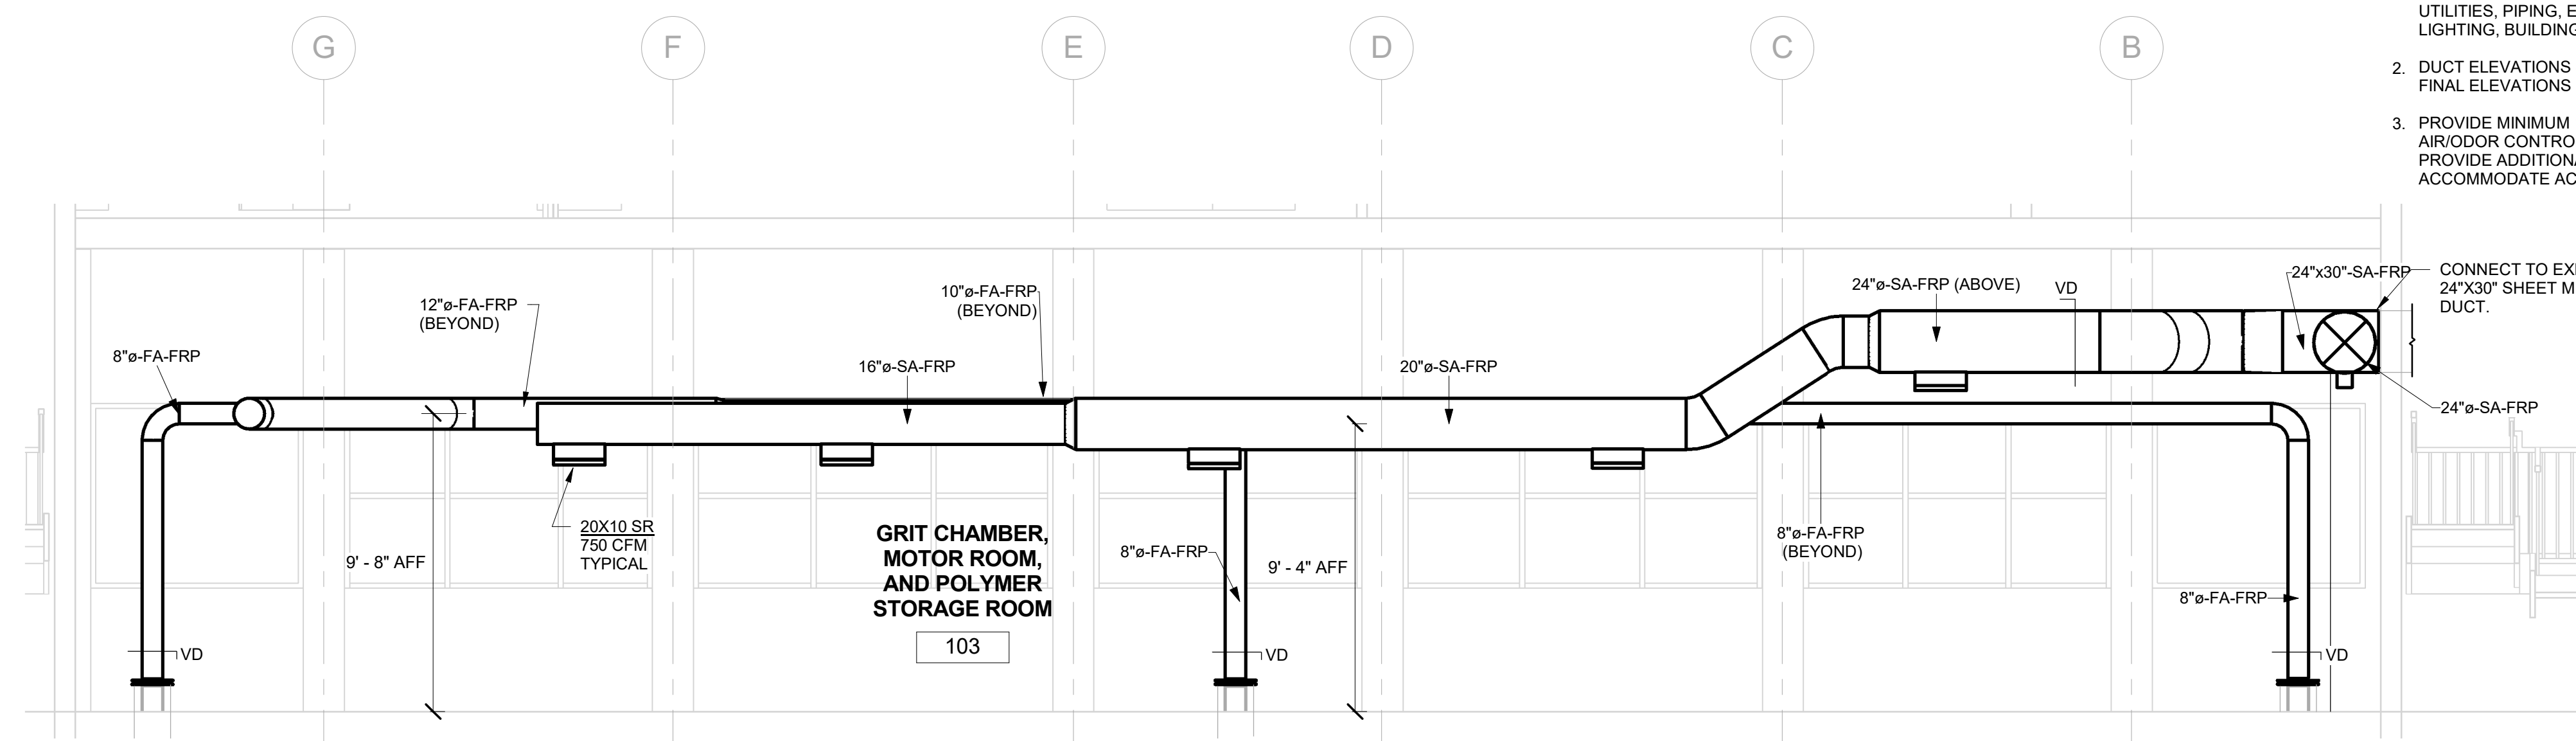 G
F
E
D
C
B
UTILITIES, PIPING, E
LIGHTING, BUILDING
2. DUCT ELEVATIONS
FINAL ELEVATIONS
3. PROVIDE MINIMUM
AIR/ODOR CONTRO
PROVIDE ADDITIONA
ACCOMMODATE AC
24"x30"-SA-FRP
CONNECT TO EX
24"X30" SHEET M
DUCT.
24"ø-SA-FRP (ABOVE)
VD
10"ø-FA-FRP
(BEYOND)
12"ø-FA-FRP
(BEYOND)
8"ø-FA-FRP
16"ø-SA-FRP
20"ø-SA-FRP
24"ø-SA-FRP
20X10 SR
750 CFM
TYPICAL
9' - 8" AFF
GRIT CHAMBER,
MOTOR ROOM,
AND POLYMER
STORAGE ROOM
103
8"ø-FA-FRP
9' - 4" AFF
8"ø-FA-FRP
(BEYOND)
8"ø-FA-FRP
VD
VD
VD